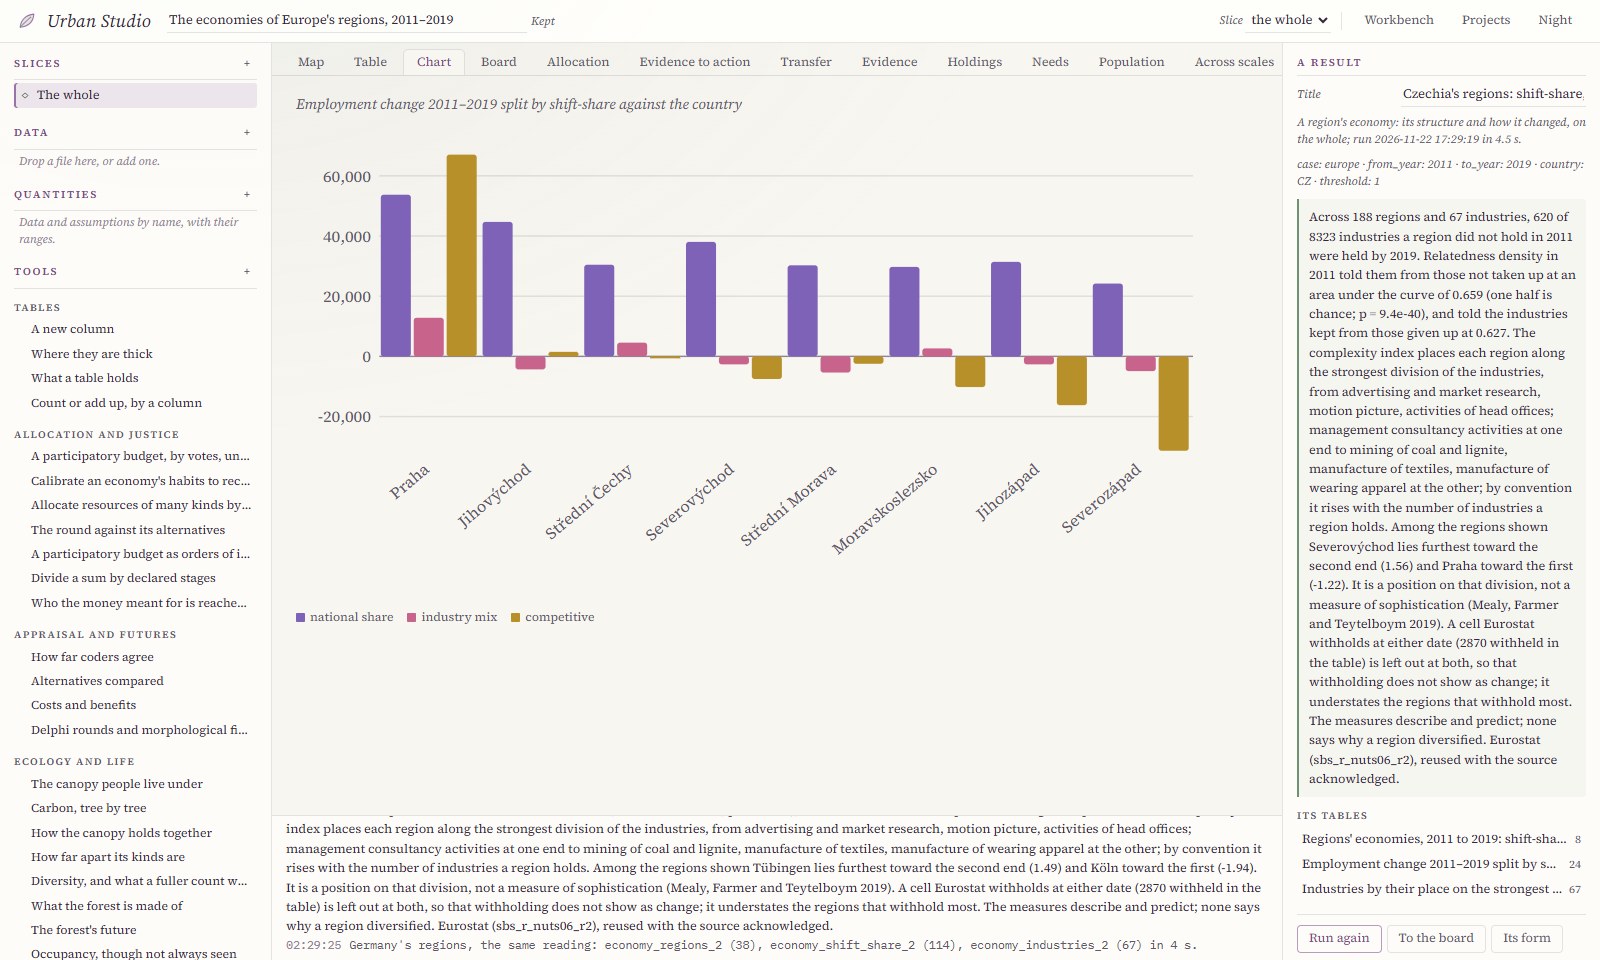 Urban Studio
The economies of Europe's regions, 2011–2019
Kept
Slice the whole
Workbench
Projects
Night
SLICES +
The whole
DATA +
Drop a file here, or add one.
QUANTITIES +
Data and assumptions by name, with their
ranges.
TOOLS +
TABLES
A new column
Where they are thick
What a table holds
Count or add up, by a column
ALLOCATION AND JUSTICE
A participatory budget, by votes, un...
Calibrate an economy's habits to rec...
Allocate resources of many kinds by...
The round against its alternatives
A participatory budget as orders of i...
Divide a sum by declared stages
Who the money meant for is reache...
APPRAISAL AND FUTURES
How far coders agree
Alternatives compared
Costs and benefits
Delphi rounds and morphological fi...
ECOLOGY AND LIFE
The canopy people live under
Carbon, tree by tree
How the canopy holds together
How far apart its kinds are
Diversity, and what a fuller count w...
What the forest is made of
The forest's future
Occupancy, though not always seen
Map Table Chart Board Allocation Evidence to action Transfer Evidence Holdings Needs Population Across scales
Employment change 2011–2019 split by shift-share against the country
60,000
40,000
20,000
0
-20,000
Praha
Jihovýchod
Střední Čechy
Severovýchod
Střední Morava
Moravskoslezsko
Jihozápad
Severozápad
national share industry mix competitive
index places each region along the strongest division of the industries, from advertising and market research, motion picture, activities of head offices;
management consultancy activities at one end to mining of coal and lignite, manufacture of textiles, manufacture of wearing apparel at the other; by convention it
rises with the number of industries a region holds. Among the regions shown Tübingen lies furthest toward the second end (1.49) and Köln toward the first (-1.94).
It is a position on that division, not a measure of sophistication (Mealy, Farmer and Teytelboym 2019). A cell Eurostat withholds at either date (2870 withheld in the
table) is left out at both, so that withholding does not show as change; it understates the regions that withhold most. The measures describe and predict; none says
why a region diversified. Eurostat (sbs_r_nuts06_r2), reused with the source acknowledged.
02:29:25 Germany's regions, the same reading: economy_regions_2 (38), economy_shift_share_2 (114), economy_industries_2 (67) in 4 s.
A RESULT
Title Czechia's regions: shift-share,
A region's economy: its structure and how it changed, on
the whole; run 2026-11-22 17:29:19 in 4.5 s.
case: europe · from_year: 2011 · to_year: 2019 · country:
CZ · threshold: 1
Across 188 regions and 67 industries, 620 of
8323 industries a region did not hold in 2011
were held by 2019. Relatedness density in
2011 told them from those not taken up at an
area under the curve of 0.659 (one half is
chance; p = 9.4e-40), and told the industries
kept from those given up at 0.627. The
complexity index places each region along
the strongest division of the industries,
from advertising and market research,
motion picture, activities of head offices;
management consultancy activities at one
end to mining of coal and lignite,
manufacture of textiles, manufacture of
wearing apparel at the other; by convention
it rises with the number of industries a
region holds. Among the regions shown
Severovýchod lies furthest toward the
second end (1.56) and Praha toward the first
(-1.22). It is a position on that division, not a
measure of sophistication (Mealy, Farmer
and Teytelboym 2019). A cell Eurostat
withholds at either date (2870 withheld in
the table) is left out at both, so that
withholding does not show as change; it
understates the regions that withhold most.
The measures describe and predict; none
says why a region diversified. Eurostat
(sbs_r_nuts06_r2), reused with the source
acknowledged.
ITS TABLES
Regions' economies, 2011 to 2019: shift-sha... 8
Employment change 2011–2019 split by s... 24
Industries by their place on the strongest ... 67
Run again To the board Its form